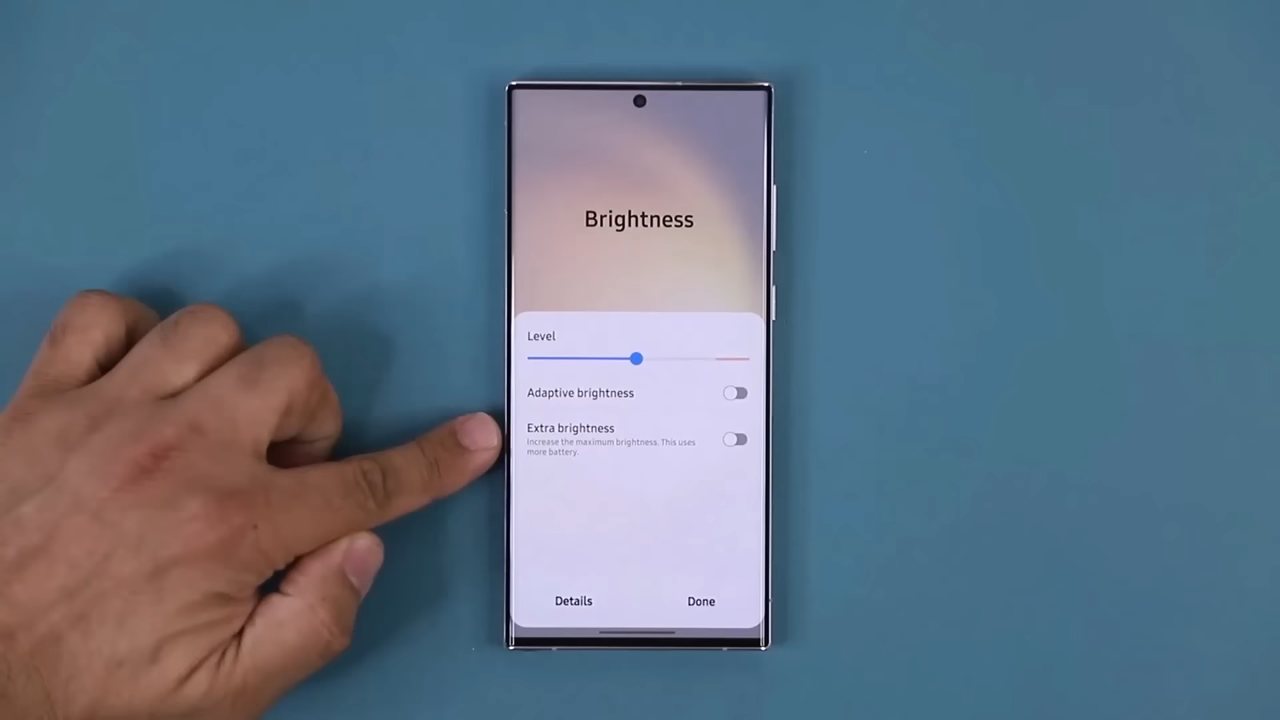 Brightness
Level
Adaptive brightness
Extra brightness
Increase the maximum brightness. This uses
more battery.
Details
Done